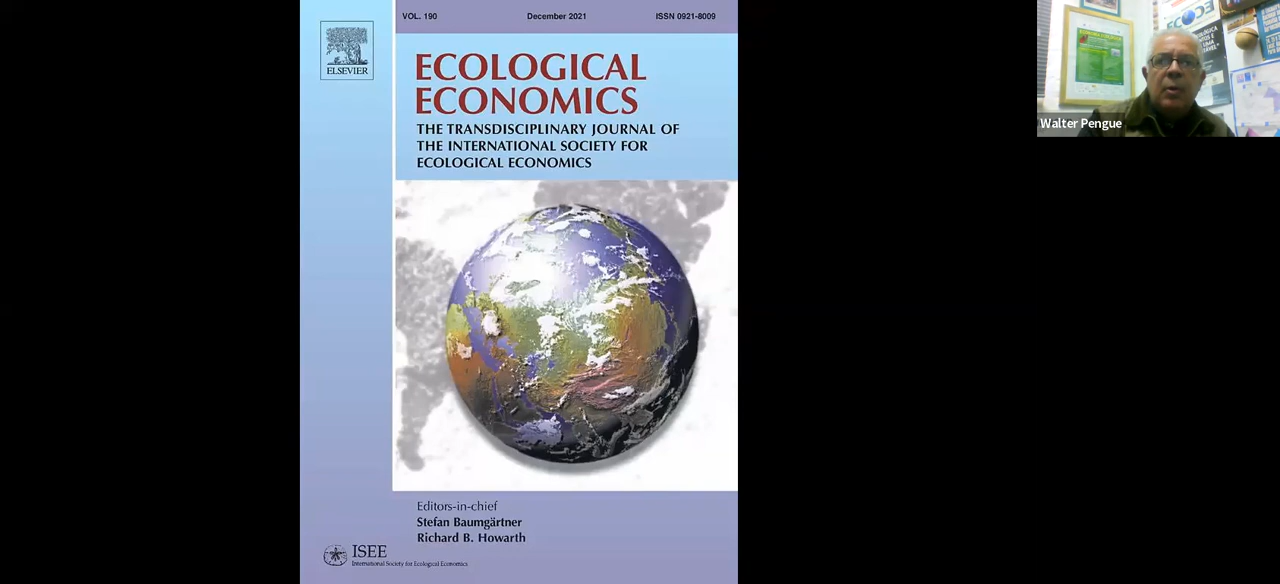 VOL. 190 December 2021 ISSN 0921-8009
ELSEVIER
ECOLOGICAL
ECONOMICS
THE TRANSDISCIPLINARY JOURNAL OF
THE INTERNATIONAL SOCIETY FOR
ECOLOGICAL ECONOMICS
Editors-in-chief
Stefan Baumgärtner
Richard B. Howarth
ISEE
International Society for Ecological Economics
Walter Pengue